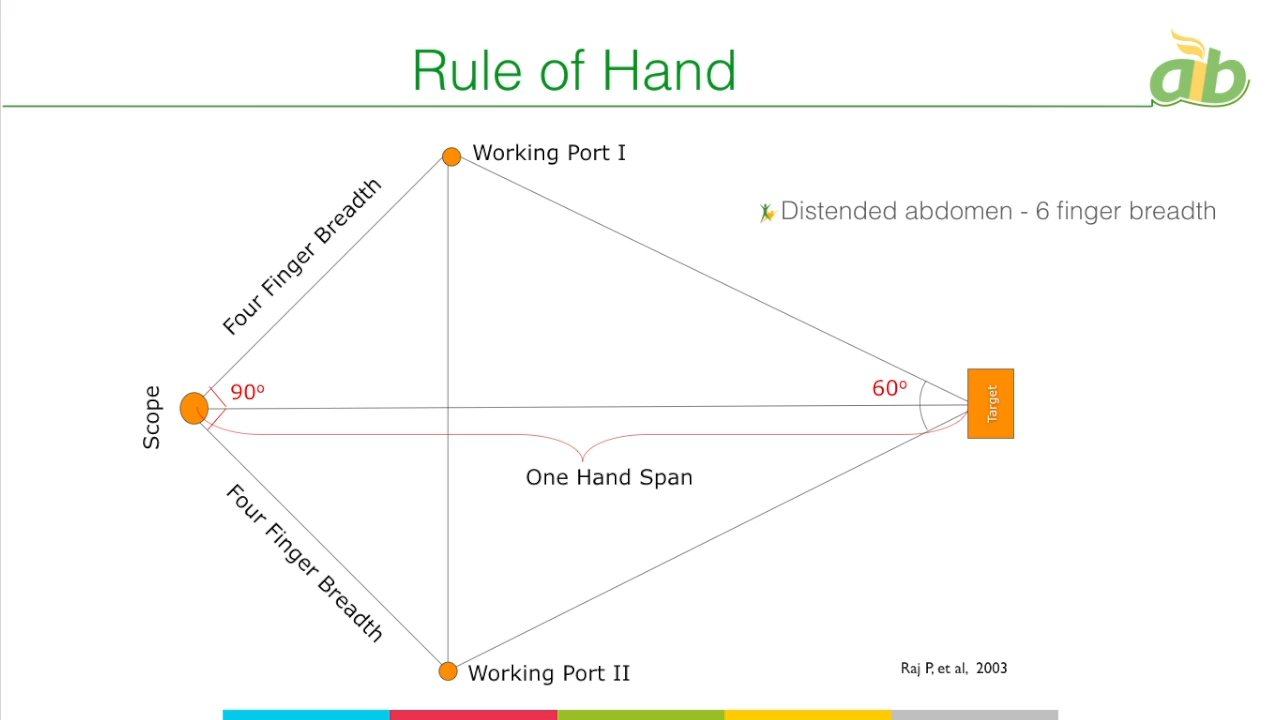 Rule of Hand
aib
Working Port I
Four Finger Breadth
Distended abdomen - 6 finger breadth
90º
60º
Scope
Target
One Hand Span
Four Finger Breadth
Working Port II
Raj P, et al, 2003